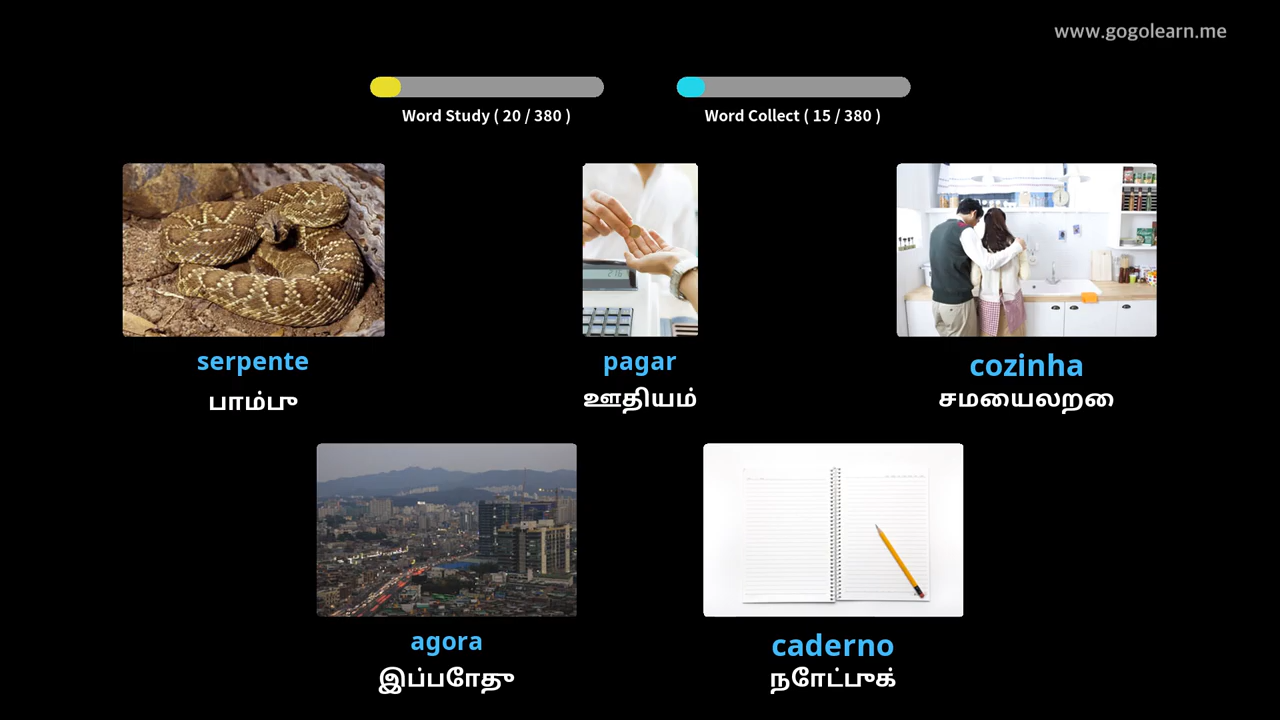 www.gogolearn.me
Word Study ( 20 / 380 )
Word Collect ( 15 / 380 )
serpente
பாம்பு
pagar
ஊதியம்
cozinha
சமையலறை
agora
இப்போது
caderno
நோட்புக்